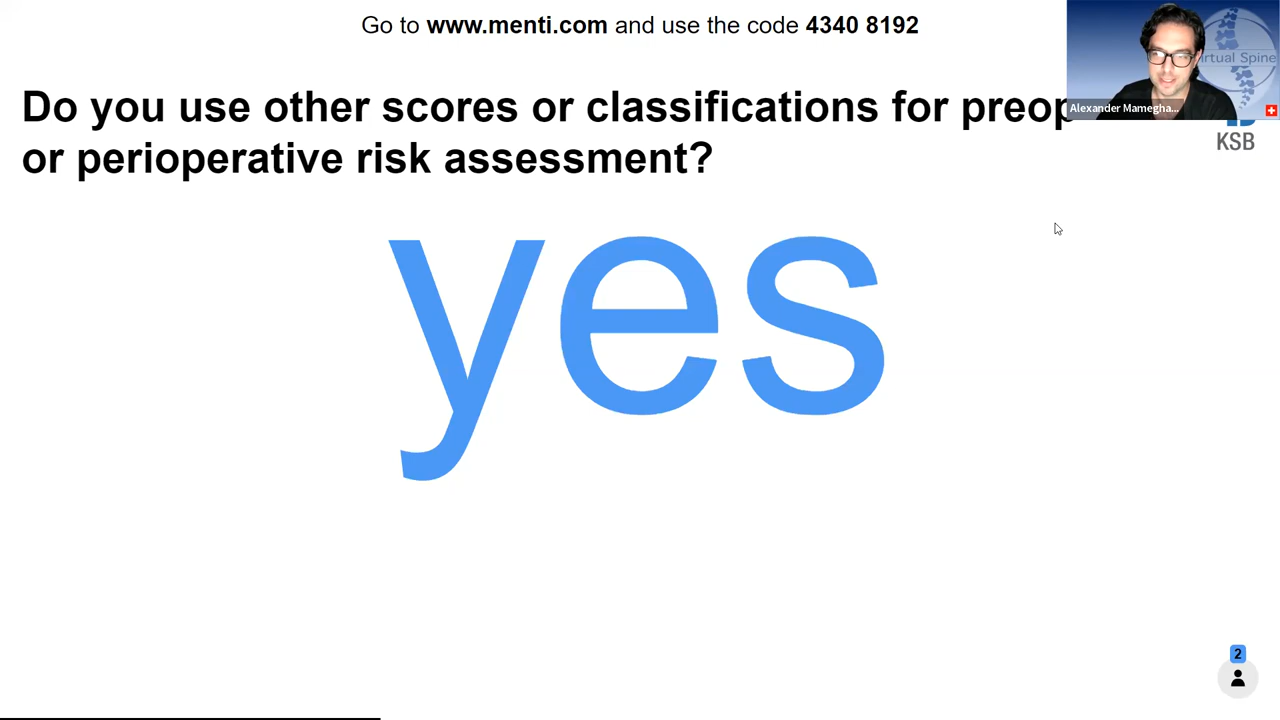 Go to www.menti.com and use the code 4340 8192
Do you use other scores or classifications for preop
or perioperative risk assessment?
Virtual Spine
Alexander Mamegha...
KSB
yes
2